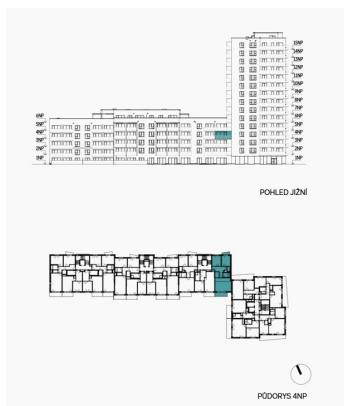 15NP
14NP
13NP
12NP
11NP
10NP
9NP
8NP
7NP
6NP
5NP
4NP
3NP
2NP
1NP
6NP
5NP
4NP
3NP
2NP
1NP
POHLED JIŽNÍ
PŮDORYS 4NP